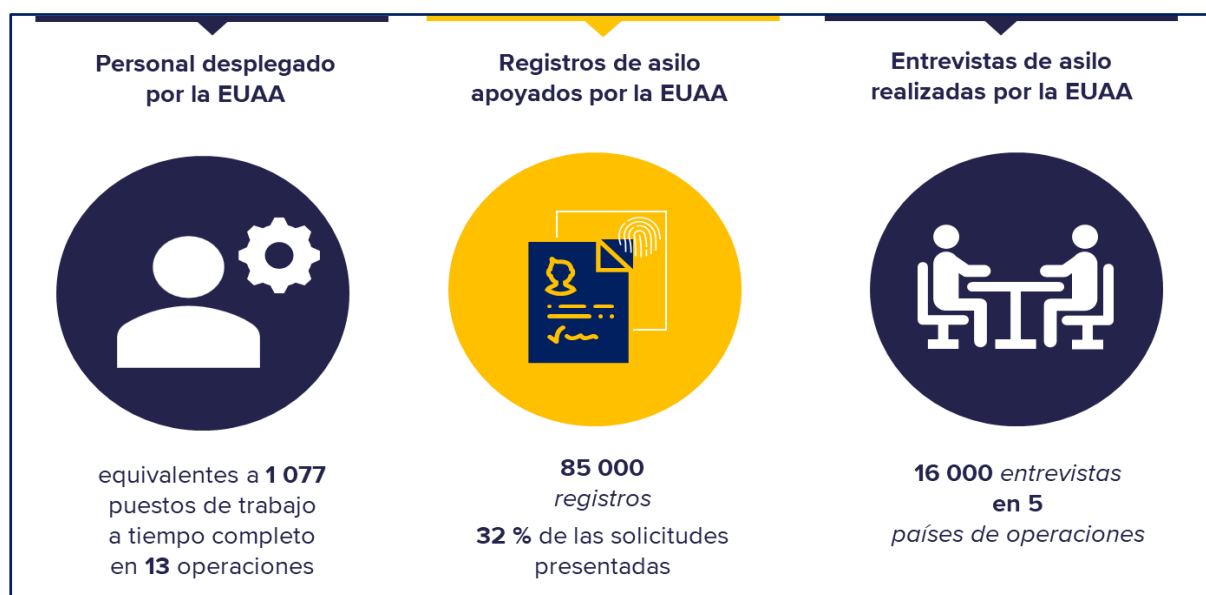 Personal desplegado
por la EUAA
equivalentes a 1 077
puestos de trabajo
a tiempo completo
en 13 operaciones
Registros de asilo
apoyados por la EUAA
85 000
registros
32 % de las solicitudes
presentadas
Entrevistas de asilo
realizadas por la EUAA
16 000 entrevistas
en 5
países de operaciones